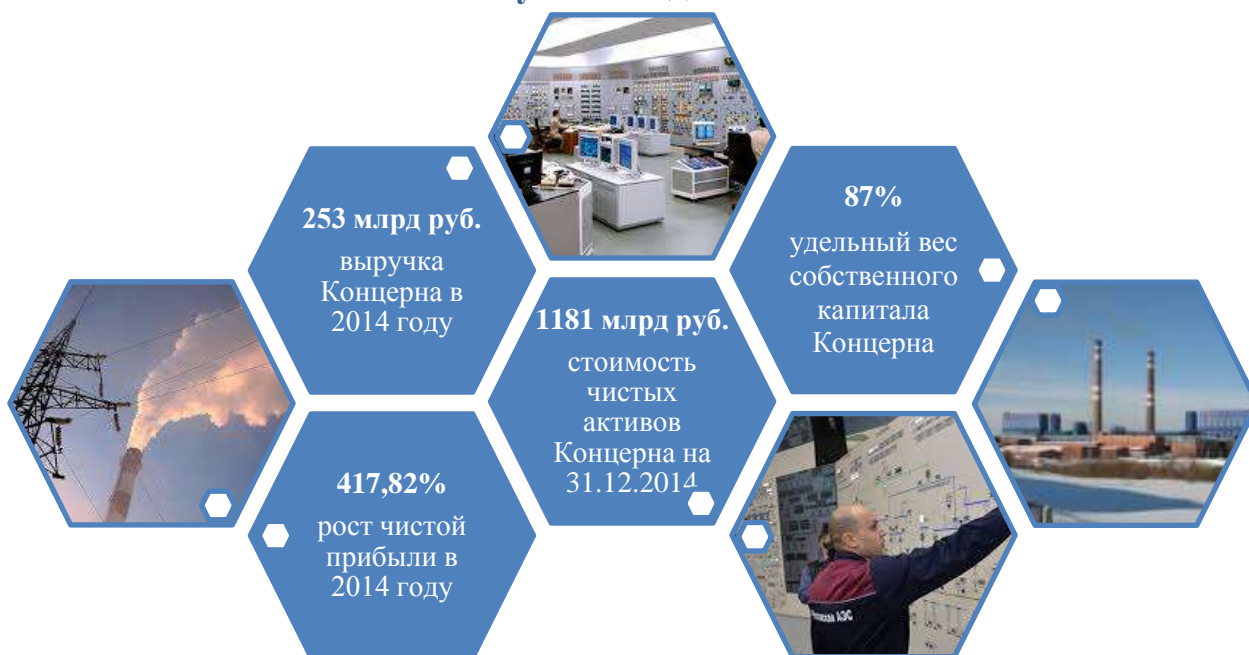 253 млрд руб.
выручка
Концерна в
2014 году
1181 млрд руб.
стоимость
чистых
активов
Концерна на
31.12.2014
87%
удельный вес
собственного
капитала
Концерна
417,82%
рост чистой
прибыли в
2014 году
АЭС